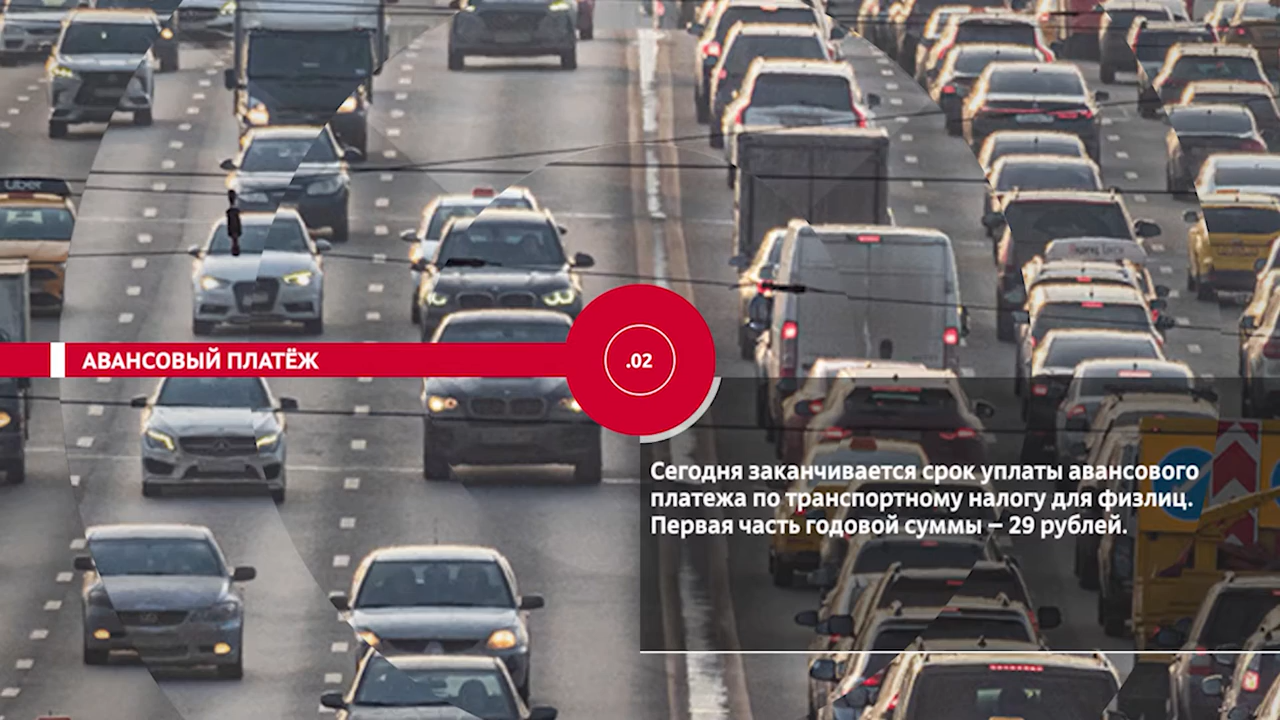 Uber
АВАНСОВЫЙ ПЛАТЁЖ
.02
Сегодня заканчивается срок уплаты авансового
платежа по транспортному налогу для физлиц.
Первая часть годовой суммы – 29 рублей.